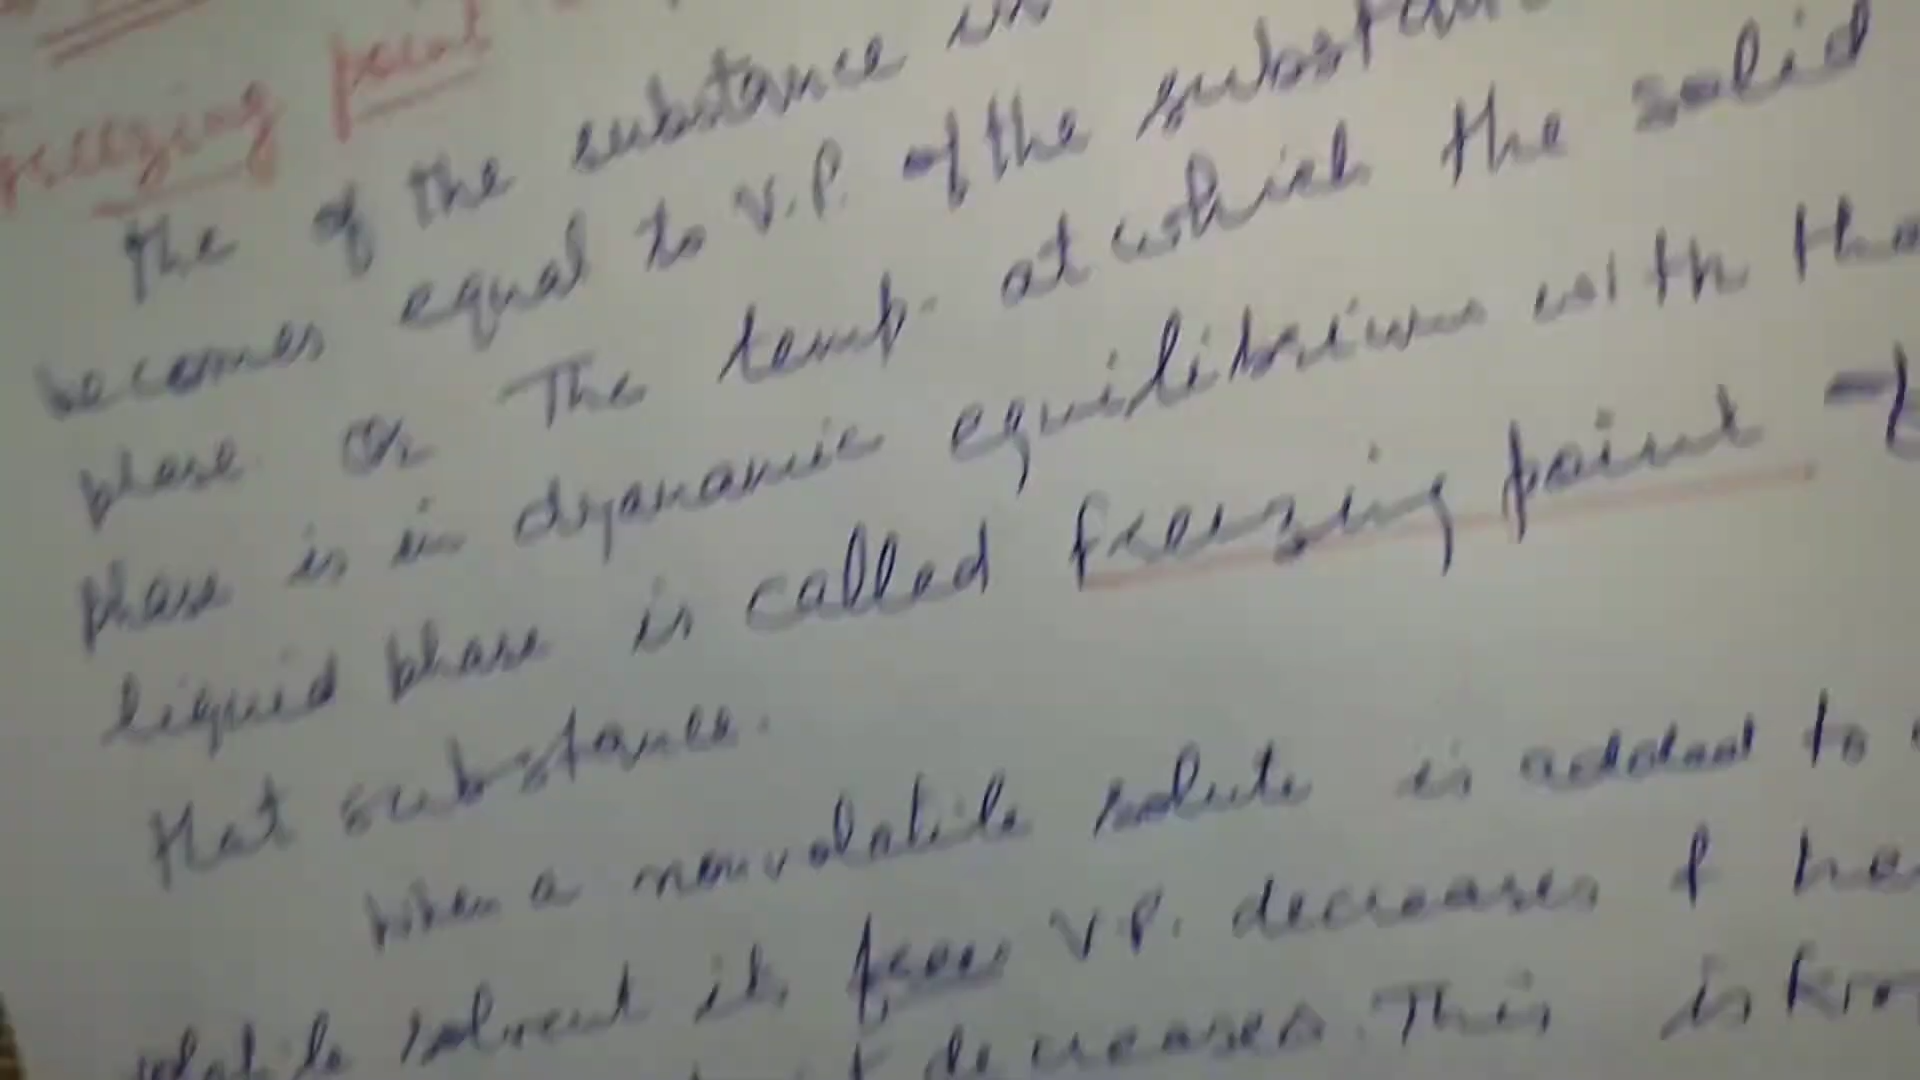 freezing point
The of the substance in
becomes equal to V.P. of the
phase Or The temp. at which the solid
phase is in dynamic equilibrium with the
liquid phase is called freezing point of
that substance.
When a nonvolatile solute is added to
volatile solvent its V.P. decreases &
decreases. This is